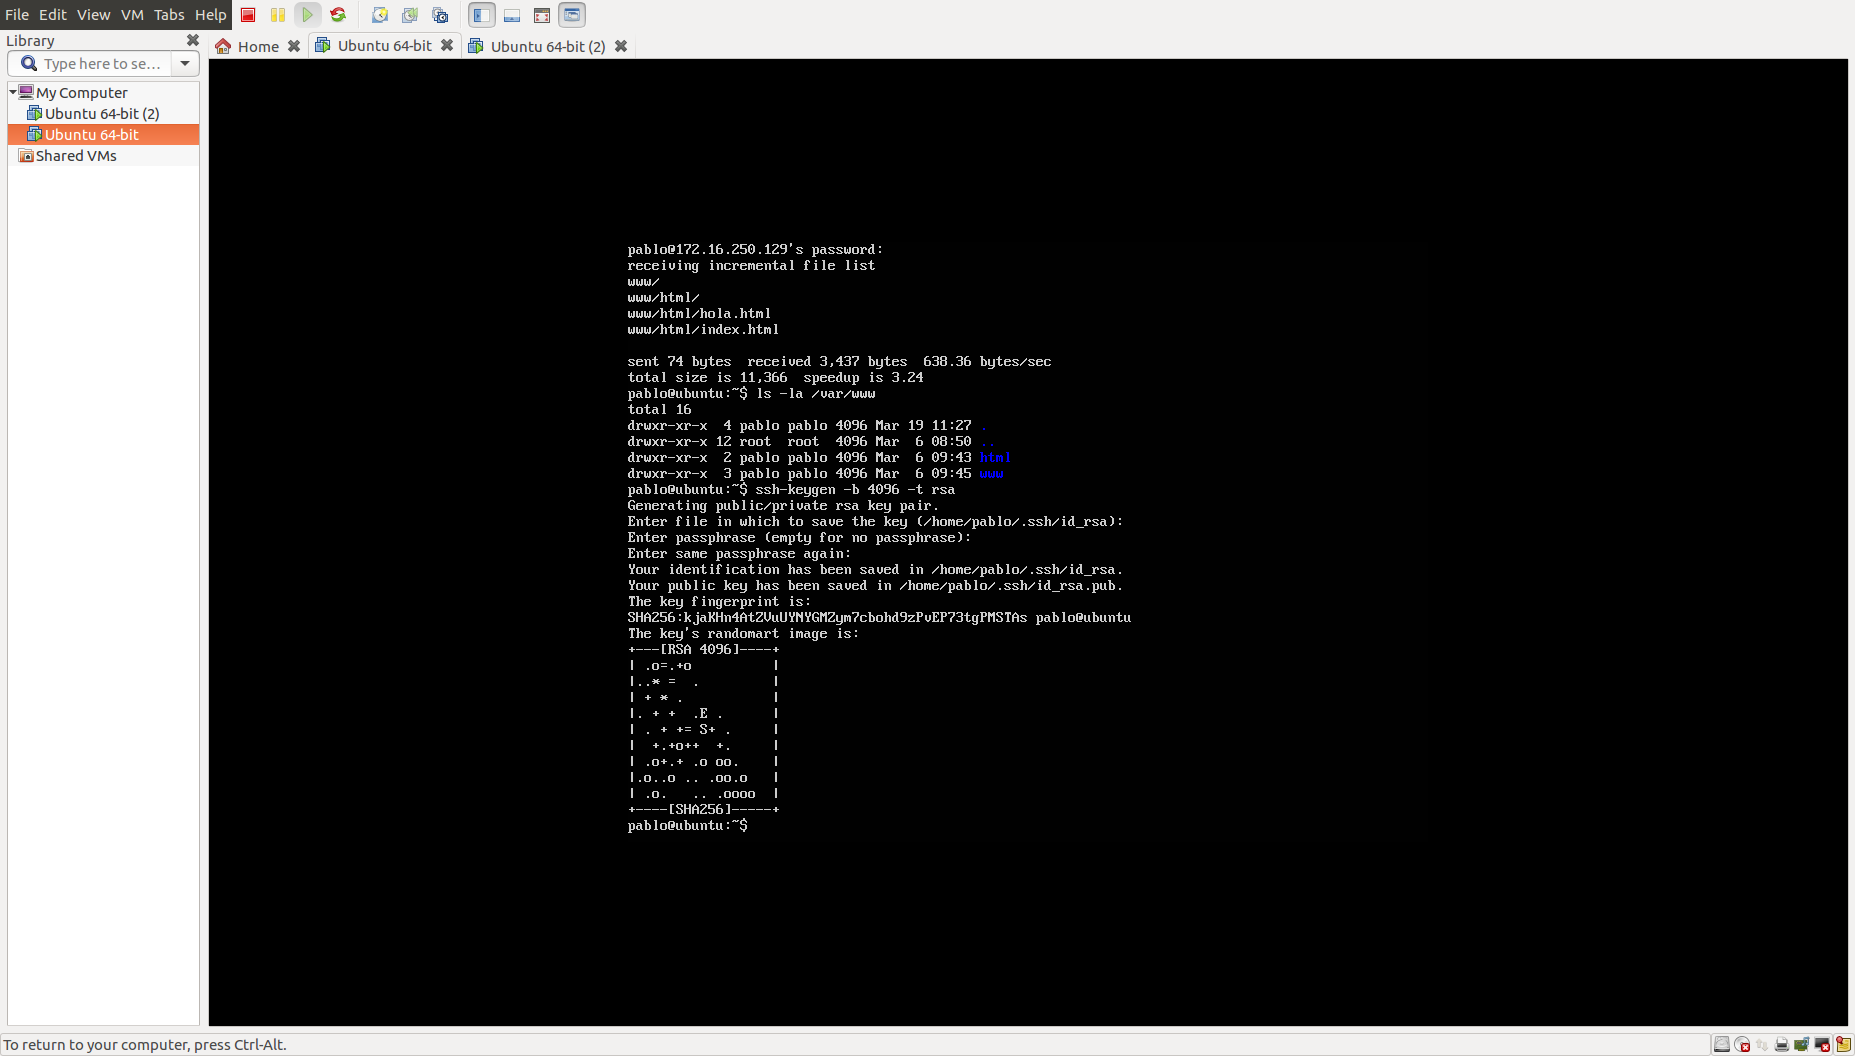 File Edit View VM Tabs Help
Library
Home
Ubuntu 64-bit
Ubuntu 64-bit (2)
Type here to se...
My Computer
Ubuntu 64-bit (2)
Ubuntu 64-bit
Shared VMs
pablo@172.16.250.129's password:
receiving incremental file list
www/
www/html/
www/html/hola.html
www/html/index.html
sent 74 bytes  received 3,437 bytes  638.36 bytes/sec
total size is 11,366  speedup is 3.24
pablo@ubuntu:~$ ls -la /var/www
total 16
drwxr-xr-x  4 pablo pablo 4096 Mar 19 11:27 .
drwxr-xr-x 12 root  root  4096 Mar  6 08:50 ..
drwxr-xr-x  2 pablo pablo 4096 Mar  6 09:43 html
drwxr-xr-x  3 pablo pablo 4096 Mar  6 09:45 www
pablo@ubuntu:~$ ssh-keygen -b 4096 -t rsa
Generating public/private rsa key pair.
Enter file in which to save the key (/home/pablo/.ssh/id_rsa):
Enter passphrase (empty for no passphrase):
Enter same passphrase again:
Your identification has been saved in /home/pablo/.ssh/id_rsa.
Your public key has been saved in /home/pablo/.ssh/id_rsa.pub.
The key fingerprint is:
SHA256:kjaKHn4AtZVuUYNYGMZym7cbohd9zPvEP73tgPMSTAs pablo@ubuntu
The key's randomart image is:
+---[RSA 4096]----+
| .o=.+o          |
|..* =  .         |
| + * .           |
|. + +  .E .      |
| . + += S+ .     |
|  +.+o++  +.     |
| .o+.+ .o oo.    |
|.o..o .. .oo.o   |
| .o.   .. .oooo  |
+----[SHA256]-----+
pablo@ubuntu:~$
To return to your computer, press Ctrl-Alt.